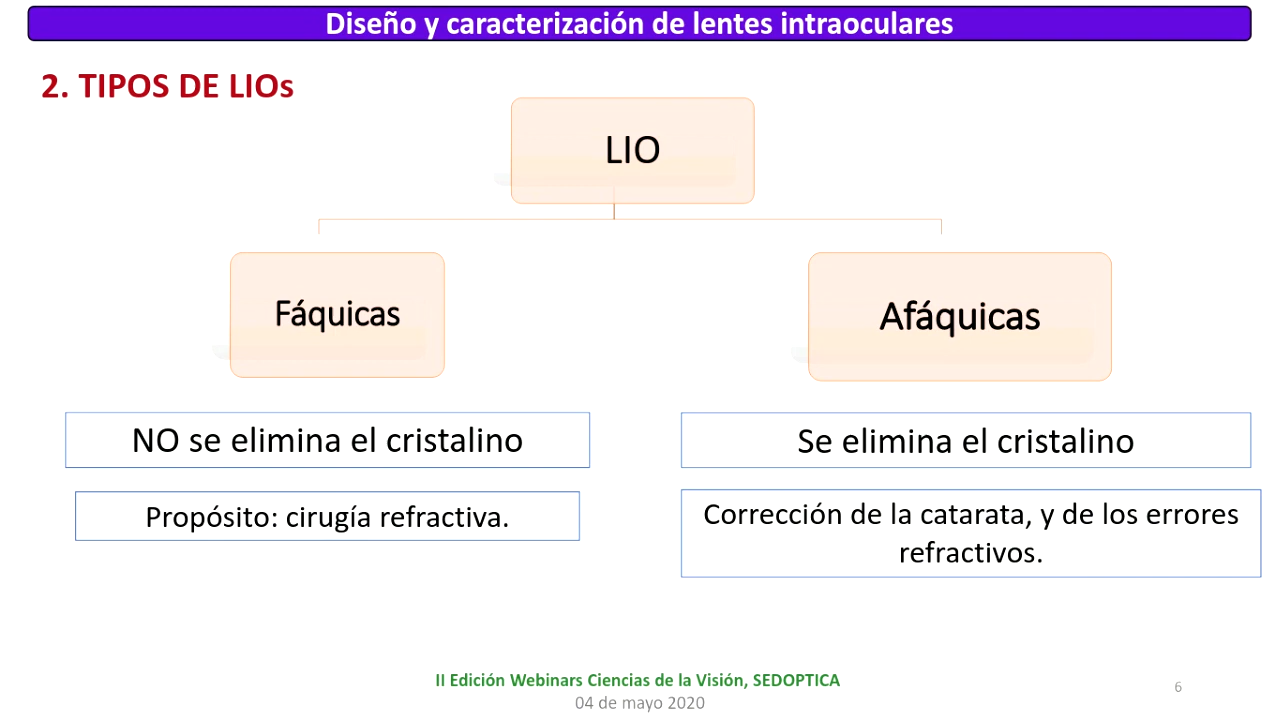 Diseño y caracterización de lentes intraoculares
2. TIPOS DE LIOs
LIO
Fáquicas
Afáquicas
NO se elimina el cristalino
Se elimina el cristalino
Propósito: cirugía refractiva.
Corrección de la catarata, y de los errores
refractivos.
II Edición Webinars Ciencias de la Visión, SEDOPTICA
04 de mayo 2020
6